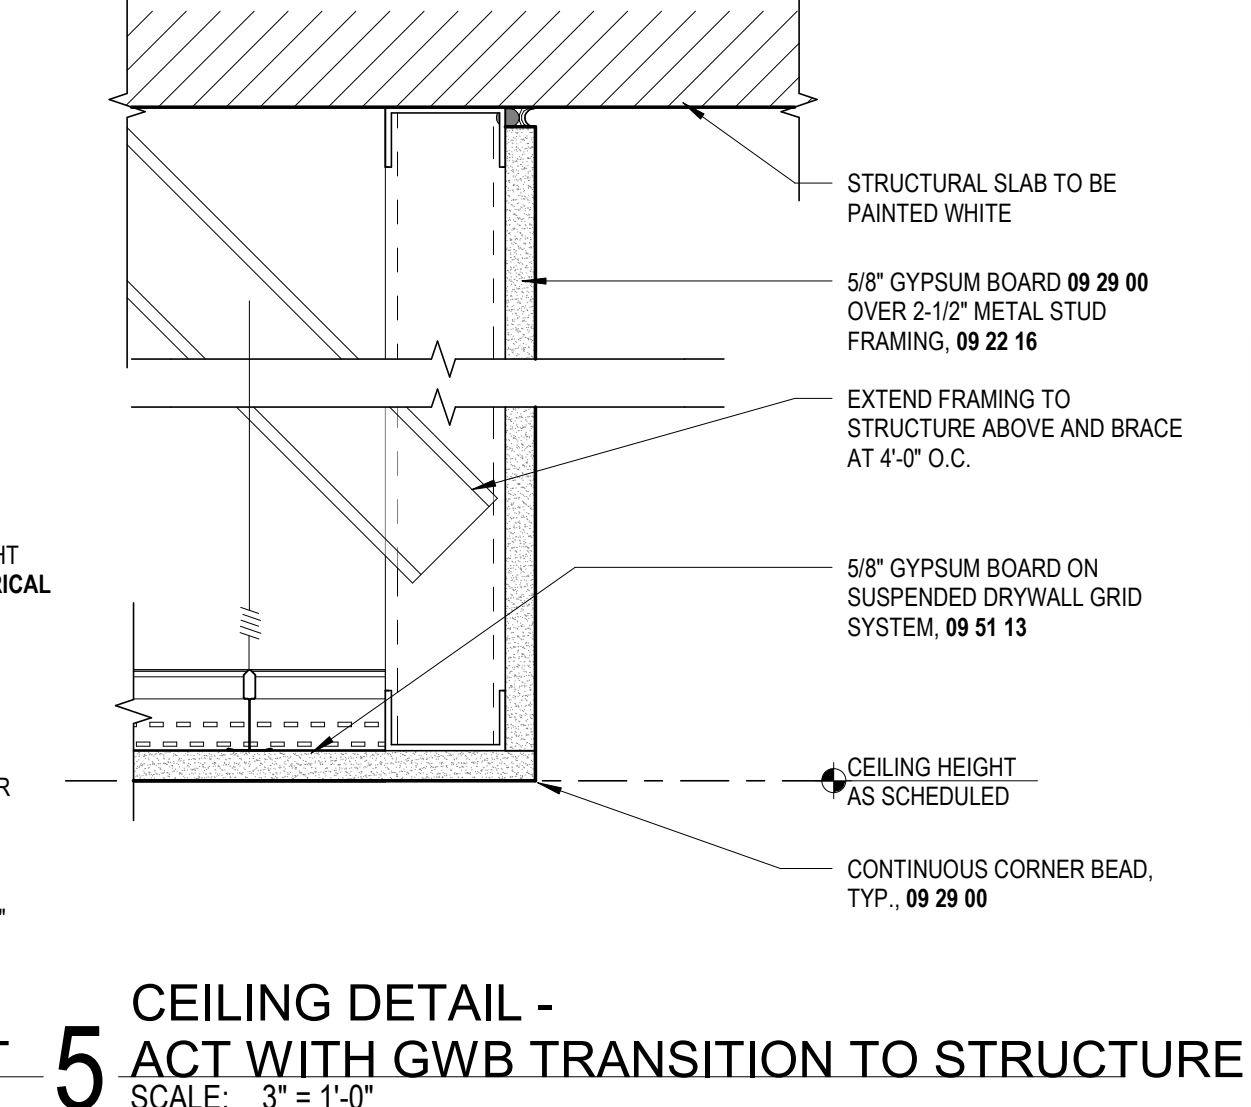 STRUCTURAL SLAB TO BE
PAINTED WHITE
5/8" GYPSUM BOARD 09 29 00
OVER 2-1/2" METAL STUD
FRAMING, 09 22 16
EXTEND FRAMING TO
STRUCTURE ABOVE AND BRACE
AT 4'-0" O.C.
5/8" GYPSUM BOARD ON
SUSPENDED DRYWALL GRID
SYSTEM, 09 51 13
CEILING HEIGHT
AS SCHEDULED
CONTINUOUS CORNER BEAD,
TYP., 09 29 00
5
CEILING DETAIL -
ACT WITH GWB TRANSITION TO STRUCTURE
SCALE: 3" = 1'-0"